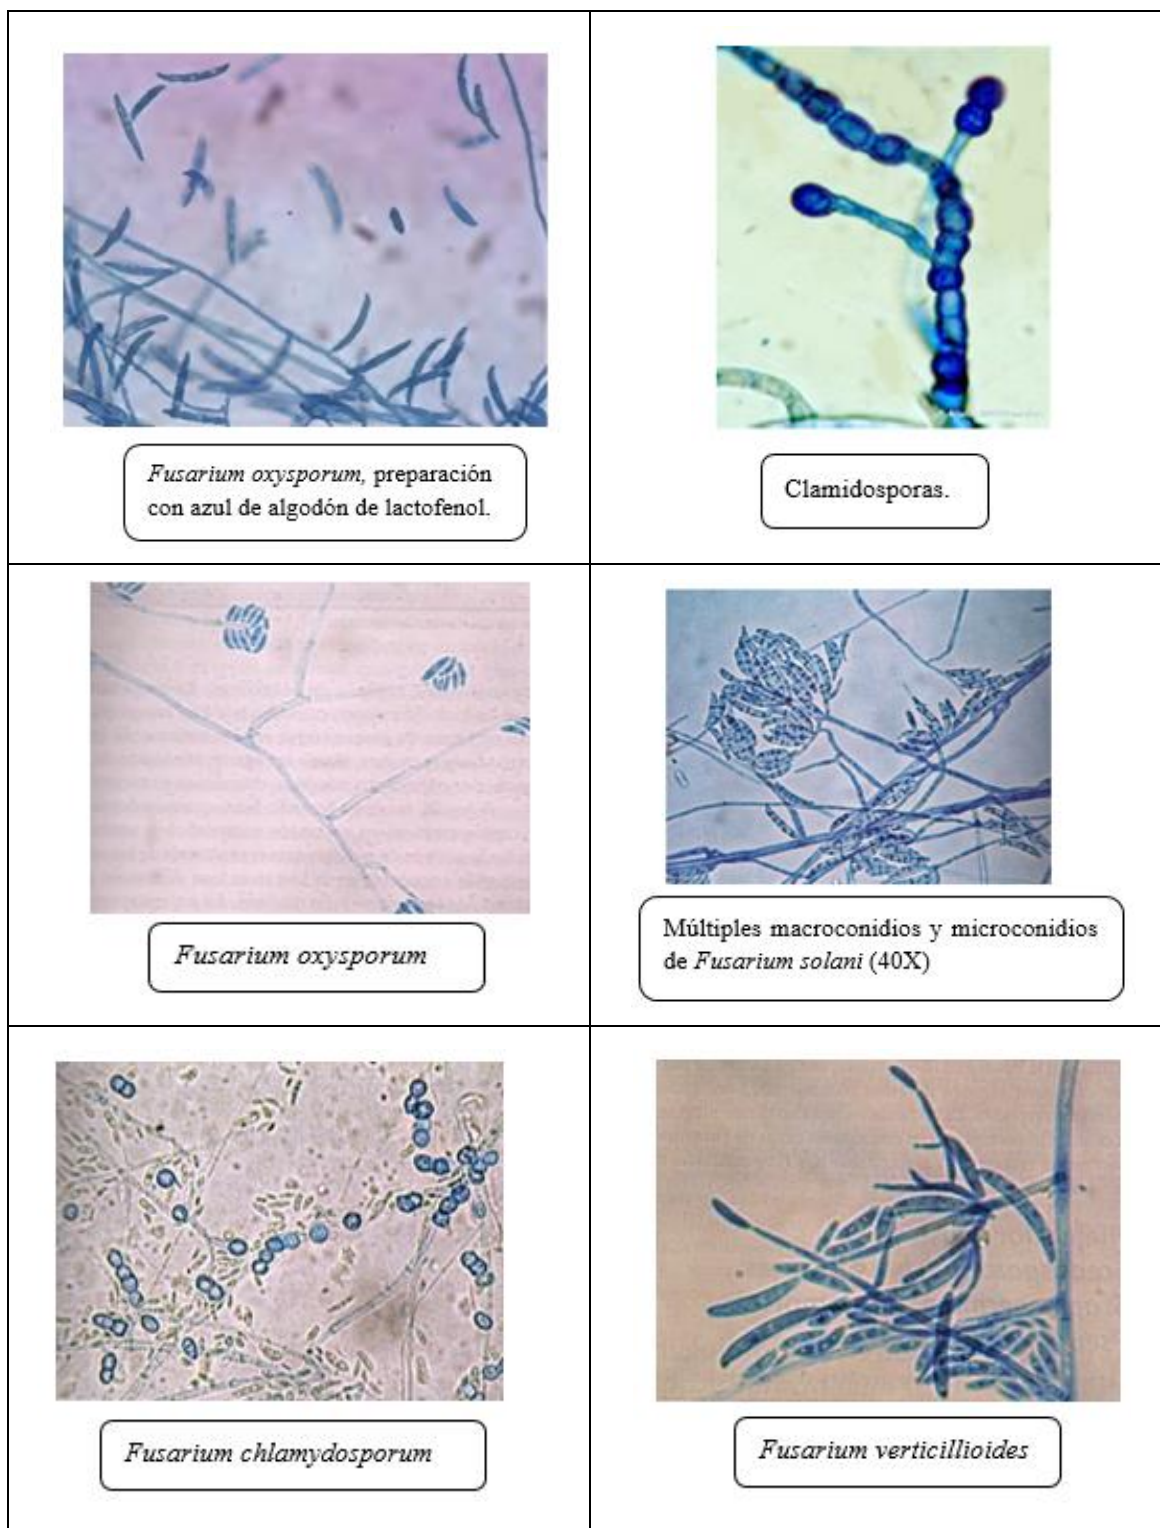 Fusarium oxysporum, preparación
con azul de algodón de lactofenol.
Clamidosporas.
Fusarium oxysporum
Múltiples macroconidios y microconidios
de Fusarium solani (40X)
Fusarium chlamydosporum
Fusarium verticillioides